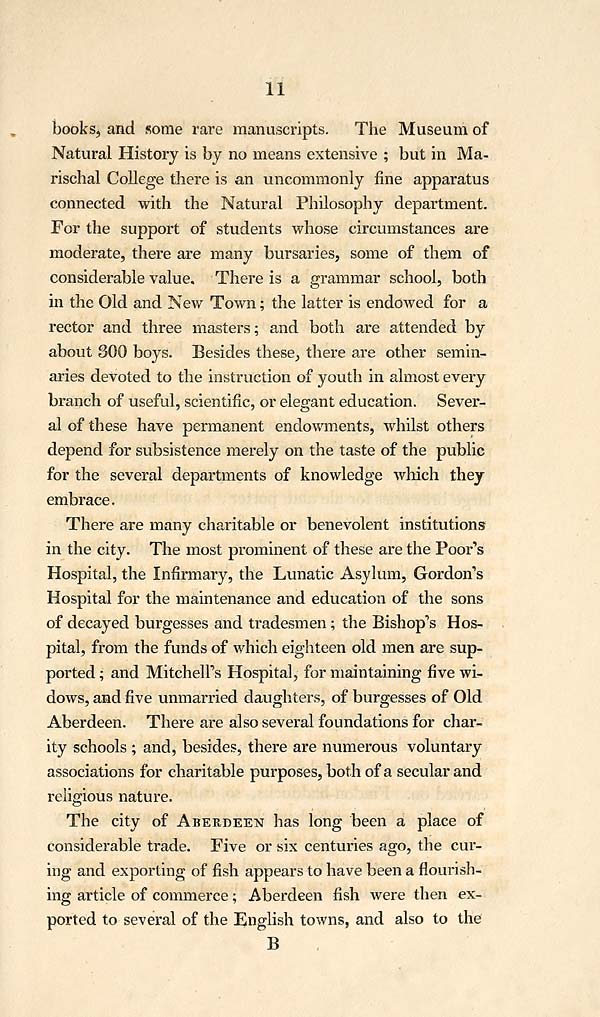 11
books, and some rare manuscripts. The Museum of
Natural History is by no means extensive ; but in Ma-
rischal College there is an uncommonly fine apparatus
connected with the Natural Philosophy department.
For the support of students whose circumstances are
moderate, there are many bursaries, some of them of
considerable value. There is a grammar school, both
in the Old and New Town ; the latter is endowed for a
rector and three masters ; and both are attended by
about 300 boys. Besides these, there are other semin-
aries devoted to the instruction of youth in almost every
branch of useful, scientific, or elegant education. Sever-
al of these have permanent endowments, whilst others
depend for subsistence merely on the taste of the public
for the several departments of knowledge which they
embrace.
There are many charitable or benevolent institutions
in the city. The most prominent of these are the Poor's
Hospital, the Infirmary, the Lunatic Asylum, Gordon's
Hospital for the maintenance and education of the sons
of decayed burgesses and tradesmen ; the Bishop's Hos-
pital, from the funds of which eighteen old men are sup-
ported ; and Mitchell's Hospital, for maintaining five wi-
dows, and five unmarried daughters, of burgesses of Old
Aberdeen. There are also several foundations for char-
ity schools ; and, besides, there are numerous voluntary
associations for charitable purposes, both of a secular and
religious nature.
The city of ABERDEEN has long been a place of
considerable trade. Five or six centuries ago, the cur-
ing and exporting of fish appears to have been a flourish-
ing article of commerce ; Aberdeen fish were then ex-
ported to several of the English towns, and also to the
B